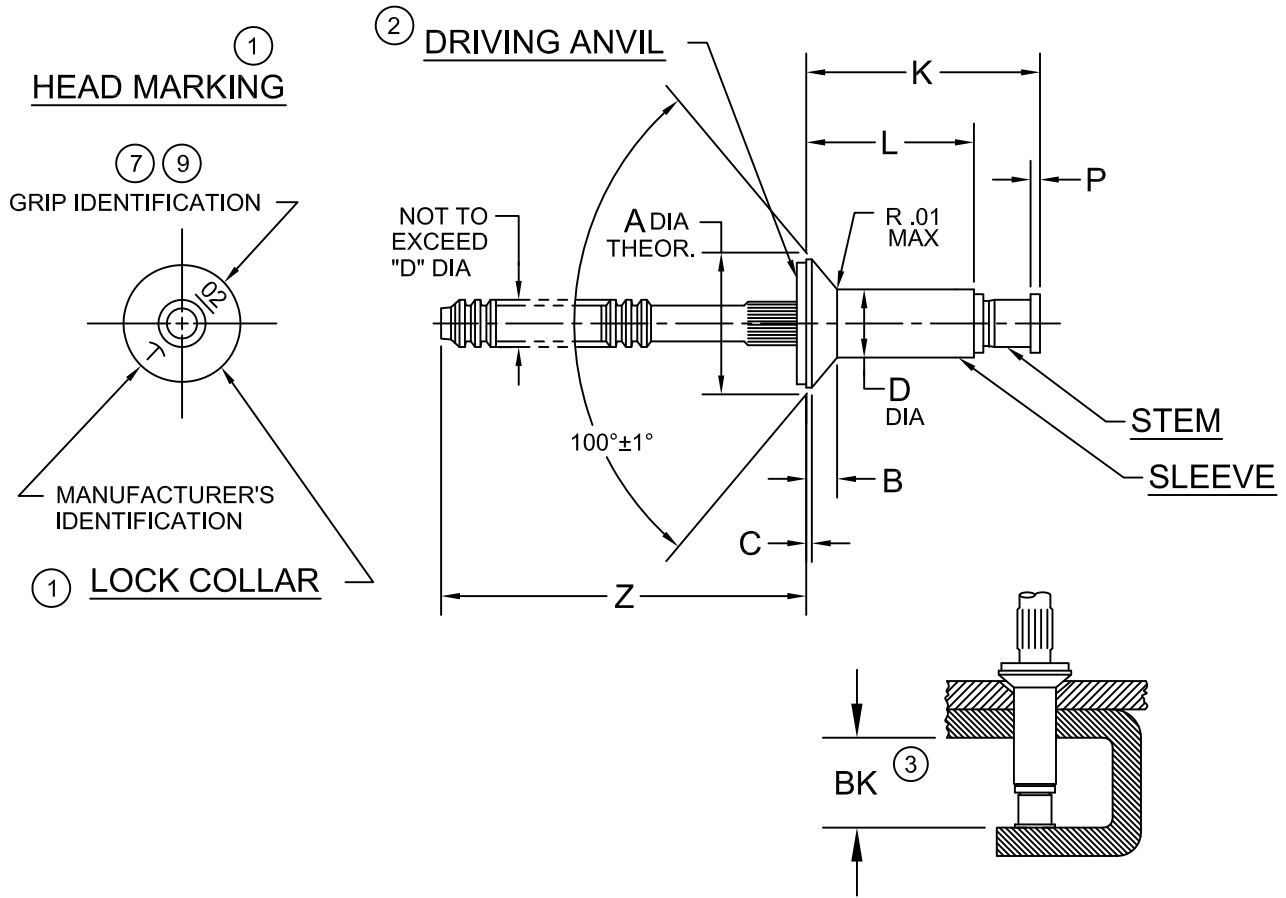 1
HEAD MARKING
7 9
GRIP IDENTIFICATION
02
MANUFACTURER'S
IDENTIFICATION
1 LOCK COLLAR
2 DRIVING ANVIL
NOT TO
EXCEED
"D" DIA
A DIA
THEOR.
100°±1°
K
L
P
R .01
MAX
D
DIA
STEM
SLEEVE
B
C
Z
BK 3